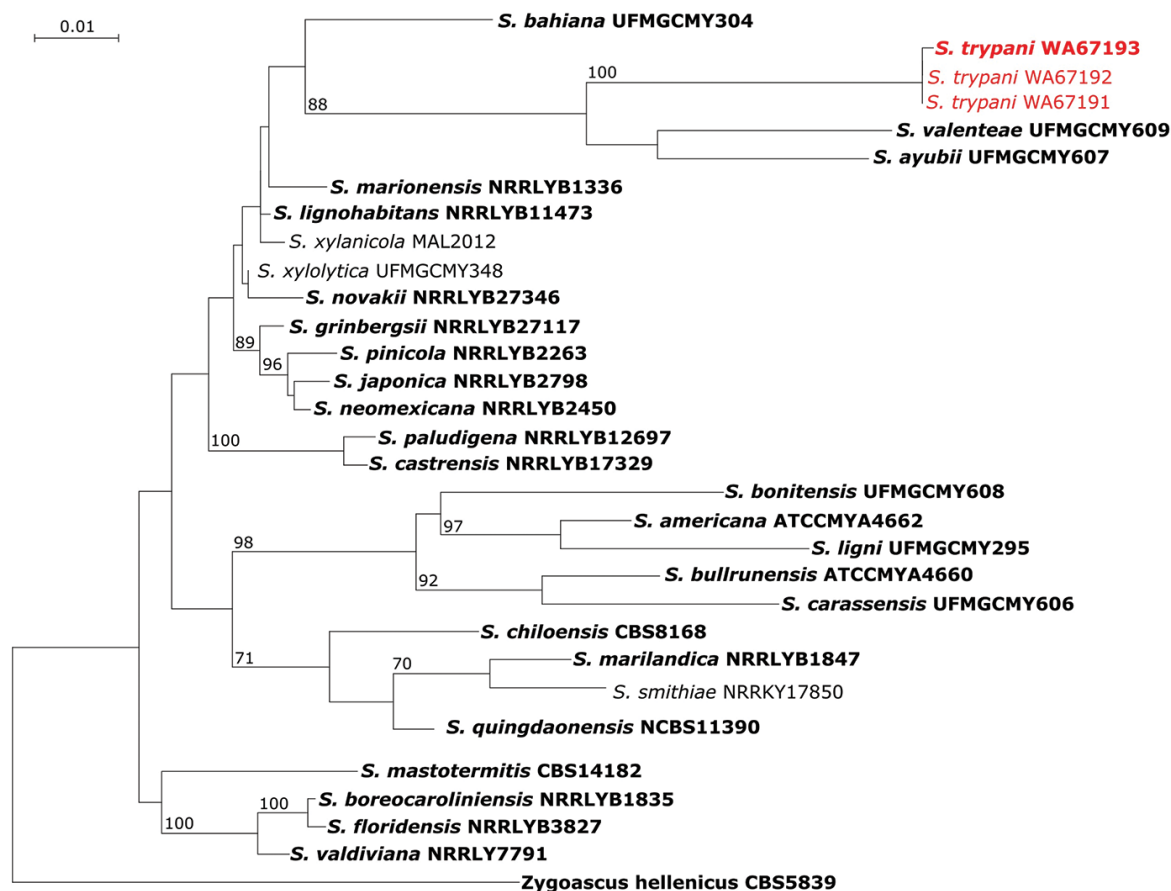 S. bahiana UFMGCMY304
0.01
S. trypani WA67193
100
S. trypani WA67192
88
S. trypani WA67191
S. valenteae UFMGCMY609
S. ayubii UFMGCMY607
S. marionensis NRRLYB1336
S. lignohabitans NRRLYB11473
S. xylanicola MAL2012
S. xylolytica UFMGCMY348
S. novakii NRRLYB27346
S. grinbergsii NRRLYB27117
89
S. pinicola NRRLYB2263
96
S. japonica NRRLYB2798
S. neomexicana NRRLYB2450
S. paludigena NRRLYB12697
100
S. castrensis NRRLYB17329
S. bonitensis UFMGCMY608
S. americana ATCCMYA4662
97
98
S. ligni UFMGCMY295
S. bullrunensis ATCCMYA4660
92
S. carassensis UFMGCMY606
S. chiloensis CBS8168
71
70
S. marilandica NRRLYB1847
S. smithiae NRRKY17850
S. quingdaonensis NCBS11390
S. mastotermitis CBS14182
100
S. boreocaroliniensis NRRLYB1835
100
S. floridensis NRRLYB3827
S. valdiviana NRRLY7791
Zygoascus hellenicus CBS5839